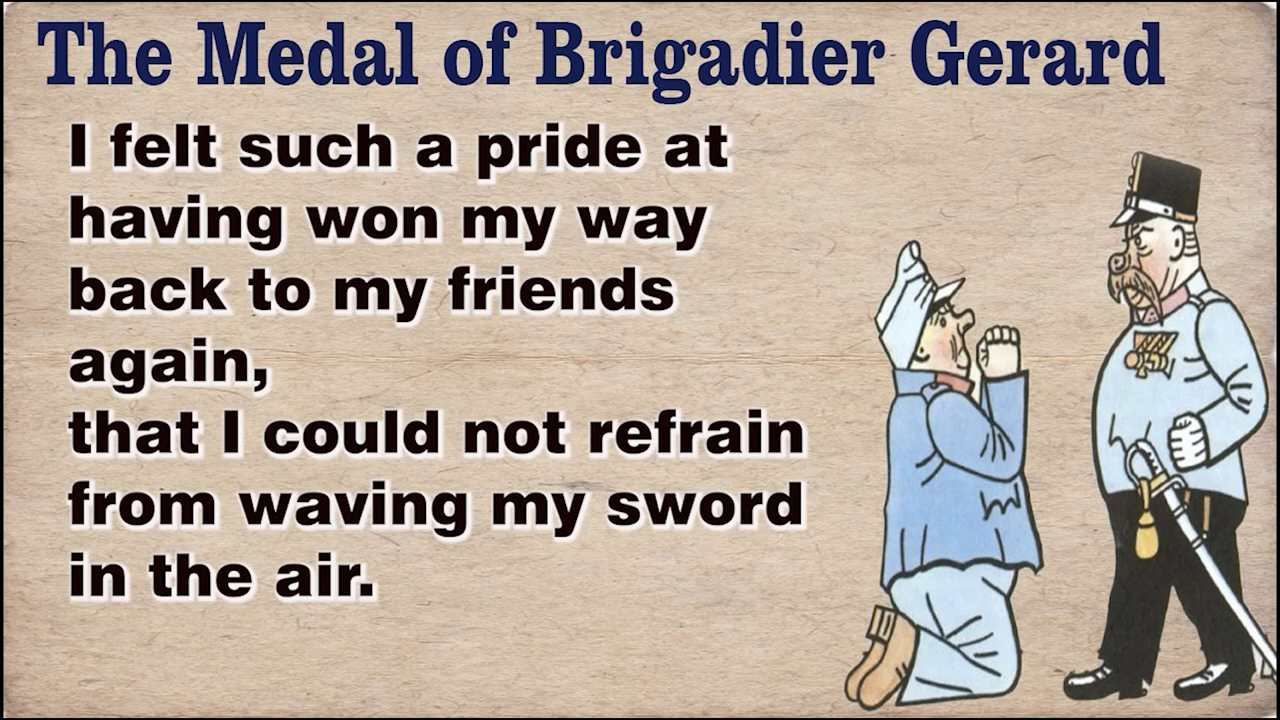 The Medal of Brigadier Gerard
I felt such a pride at
having won my way
back to my friends
again,
that I could not refrain
from waving my sword
in the air.